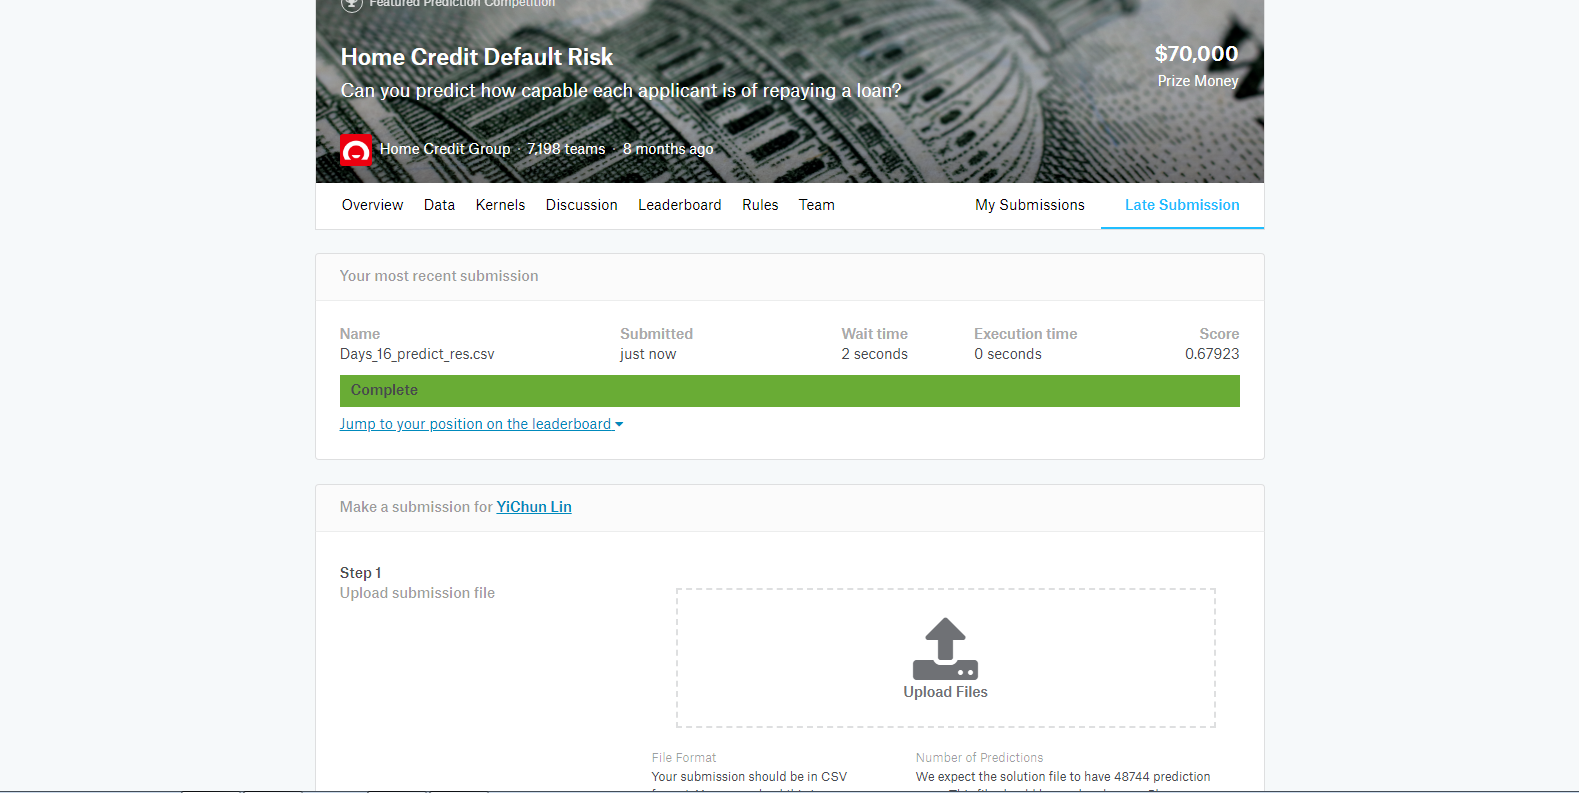 Featured Prediction Competition
Home Credit Default Risk
$70,000
Can you predict how capable each applicant is of repaying a loan?
Prize Money
Home Credit Group · 7,198 teams · 8 months ago
Overview Data Kernels Discussion Leaderboard Rules Team My Submissions Late Submission
Your most recent submission
Name Submitted Wait time Execution time Score
Days_16_predict_res.csv just now 2 seconds 0 seconds 0.67923
Complete
Jump to your position on the leaderboard
Make a submission for YiChun Lin
Step 1
Upload submission file
Upload Files
File Format Number of Predictions
Your submission should be in CSV We expect the solution file to have 48744 prediction